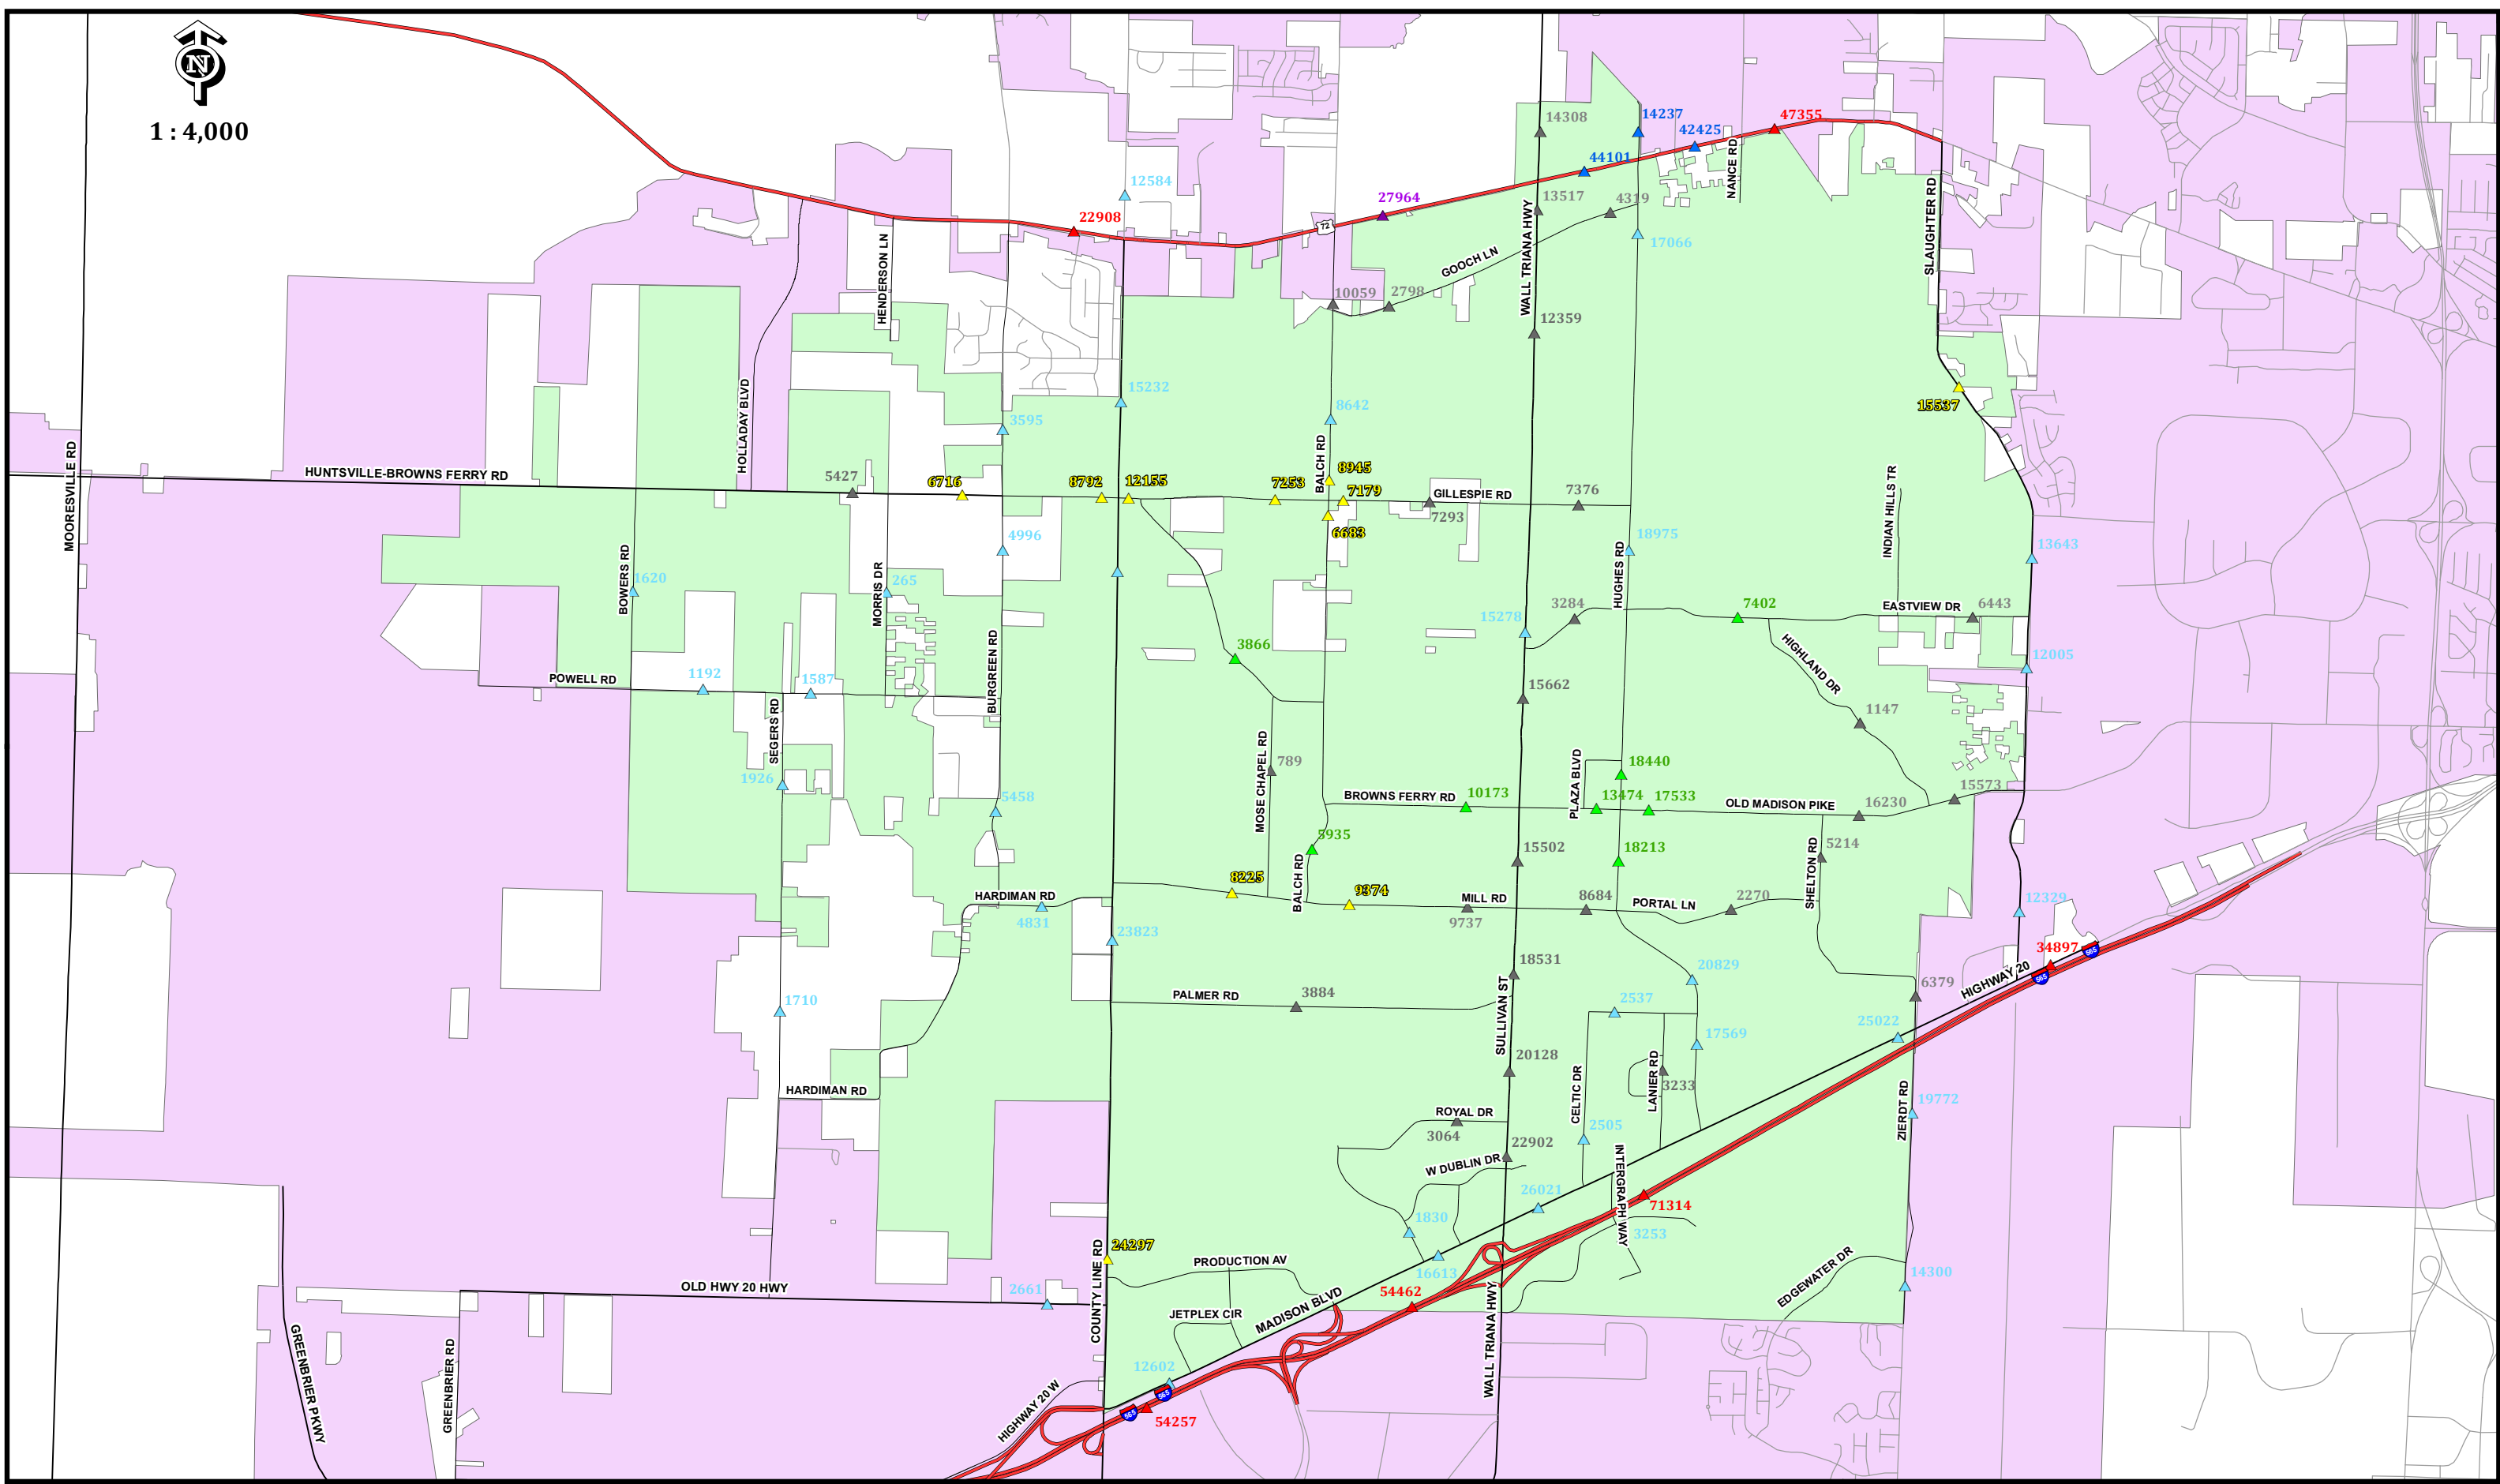 N
1 : 4,000
14308
14237
42425
47355
44101
NANCE RD
12584
27964
13517
4319
22908
72
17066
SLAUGHTER RD
HENDERSON LN
WALL TRIANA HWY
GOOCH LN
10059
2798
12359
15232
8642
15537
HOLLADAY BLVD
3595
MOORESVILLE RD
HUNTSVILLE-BROWNS FERRY RD
5427
6716
8792
12155
7253
BALCH RD
8945
7179
GILLESPIE RD
7293
7376
6683
INDIAN HILLS TR
4996
18975
13643
BOWERS RD
1620
MORRIS DR
265
HUGHES RD
15278
3284
7402
EASTVIEW DR
6443
3866
BURGREEN RD
HIGHLAND DR
12005
POWELL RD
1192
1587
15662
1147
SEGERS RD
1926
MOSE CHAPEL RD
789
PLAZA BLVD
18440
5458
BROWNS FERRY RD
10173
13474
17533
OLD MADISON PIKE
16230
15573
5935
15502
18213
SHELTON RD
5214
8225
BALCH RD
9374
HARDIMAN RD
4831
MILL RD
9737
8684
PORTAL LN
2270
12329
23823
18531
20829
34897
565
565
HIGHWAY 20
6379
1710
PALMER RD
3884
2537
SULLIVAN ST
17569
25022
20128
LANIER RD
3233
HARDIMAN RD
CELTIC DR
ROYAL DR
3064
2505
ZIERDT RD
19772
22902
W DUBLIN DR
INTERGRAPH WAY
26021
71314
1830
3253
24297
PRODUCTION AV
16613
EDGEWATER DR
14300
OLD HWY 20 HWY
2661
COUNTY LINE RD
54462
WALL TRIANA HWY
JETPLEX CIR
MADISON BLVD
GREENBRIER PKWY
GREENBRIER RD
12602
HIGHWAY 20 W
565
565
54257